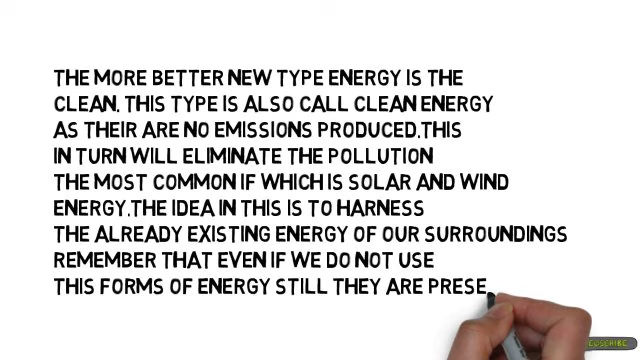 THE MORE BETTER NEW TYPE ENERGY IS THE
CLEAN. THIS TYPE IS ALSO CALL CLEAN ENERGY
AS THEIR ARE NO EMISSIONS PRODUCED.THIS
IN TURN WILL ELIMINATE THE POLLUTION
THE MOST COMMON IF WHICH IS SOLAR AND WIND
ENERGY.THE IDEA IN THIS IS TO HARNESS
THE ALREADY EXISTING ENERGY OF OUR SURROUNDINGS
REMEMBER THAT EVEN IF WE DO NOT USE
THIS FORMS OF ENERGY STILL THEY ARE PRESE